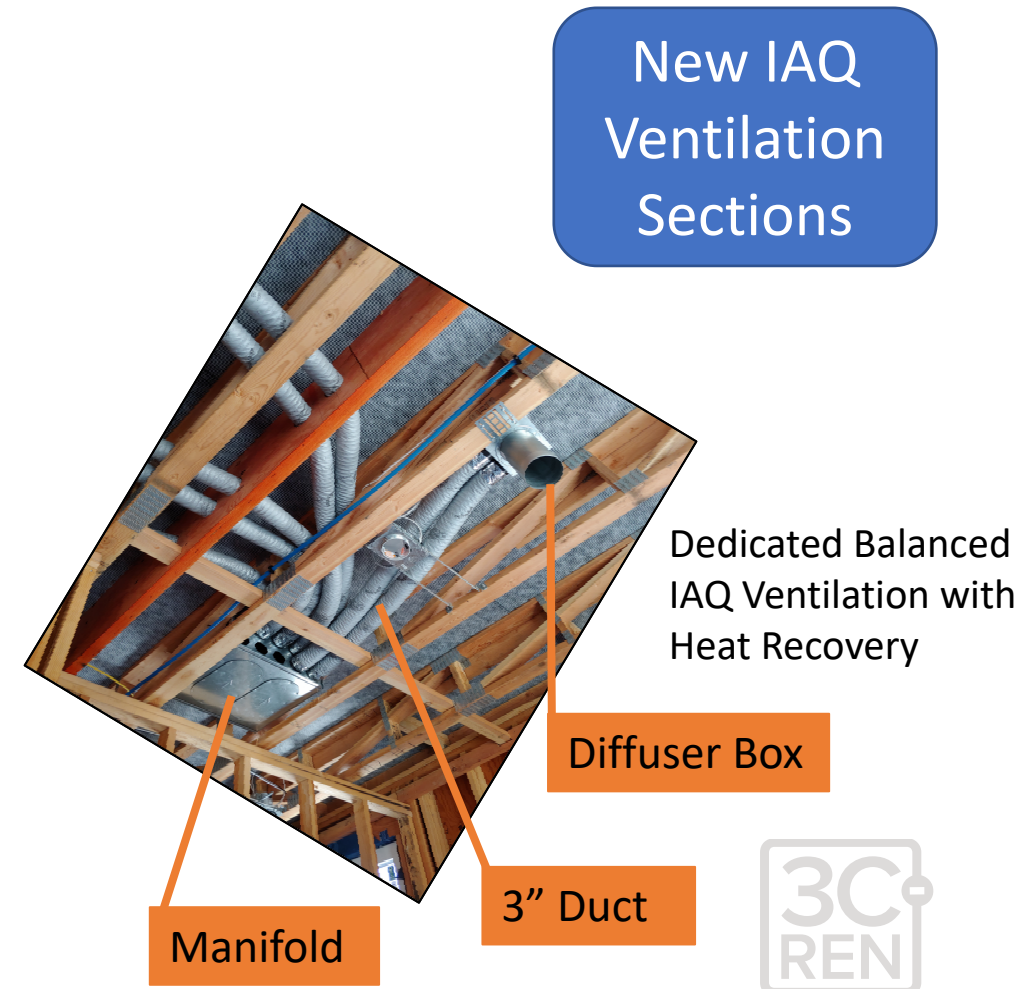 New IAQ
Ventilation
Sections
Dedicated Balanced
IAQ Ventilation with
Heat Recovery
Diffuser Box
3” Duct
Manifold
3C
REN